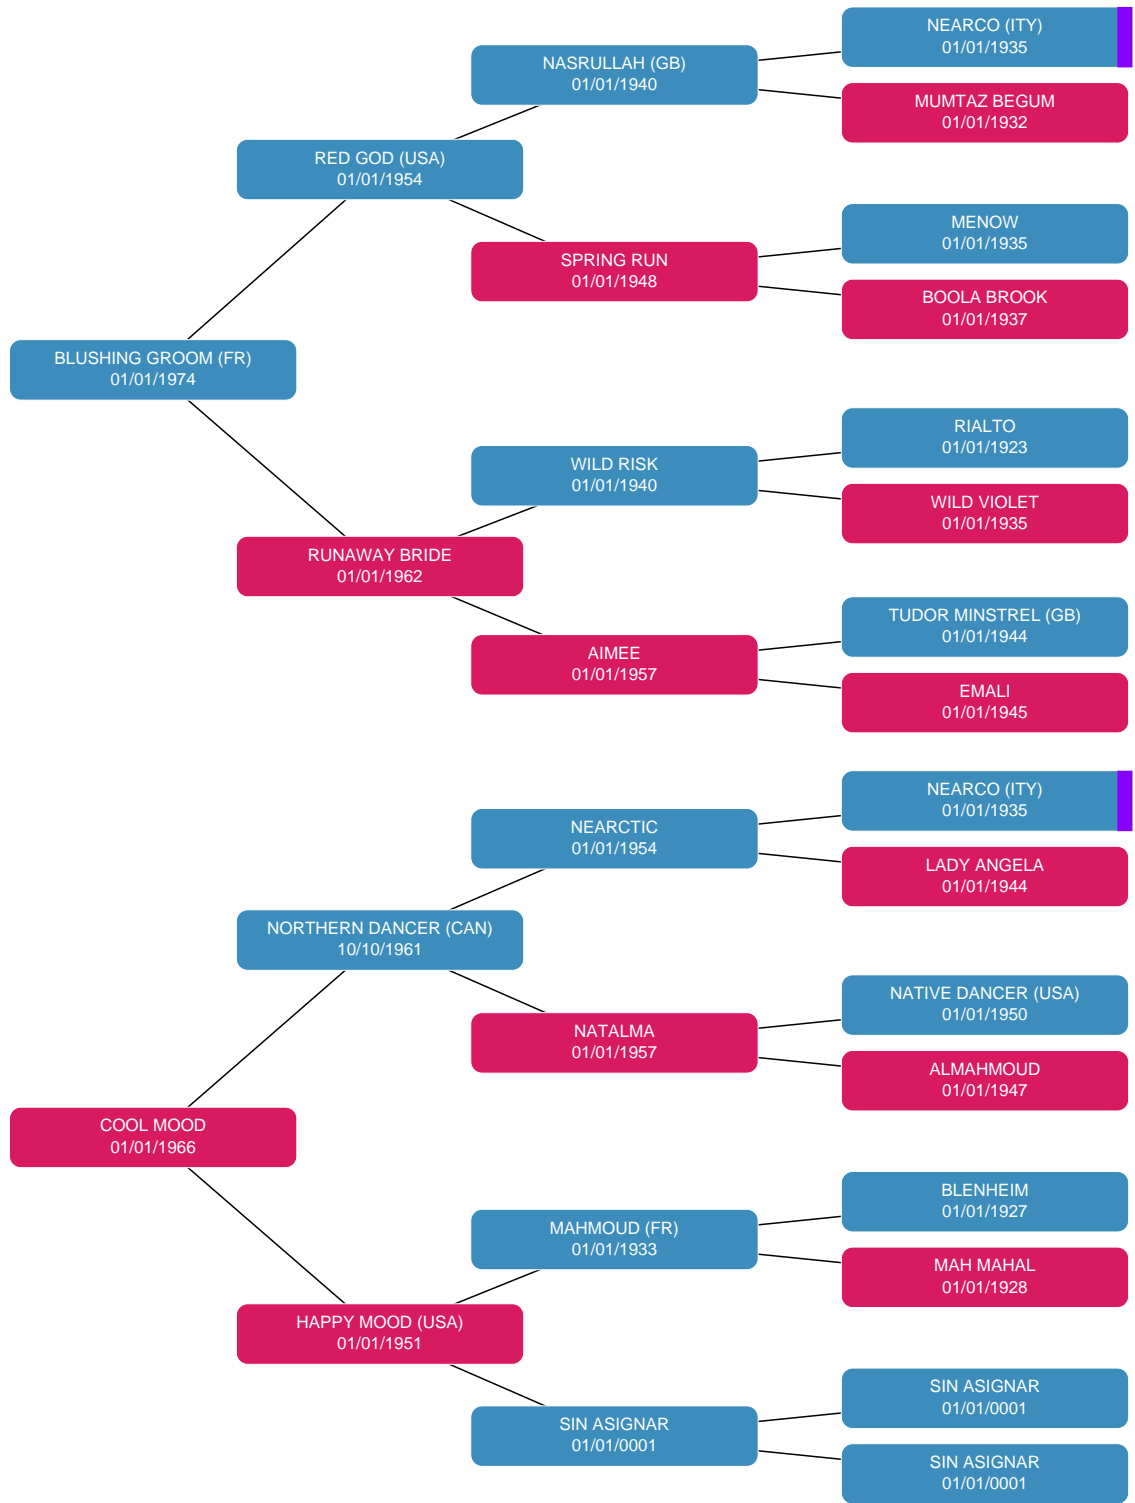 NEARCO (ITY)
01/01/1935
NASRULLAH (GB)
01/01/1940
MUMTAZ BEGUM
01/01/1932
RED GOD (USA)
01/01/1954
MENOW
01/01/1935
SPRING RUN
01/01/1948
BOOLA BROOK
01/01/1937
BLUSHING GROOM (FR)
01/01/1974
RIALTO
01/01/1923
WILD RISK
01/01/1940
WILD VIOLET
01/01/1935
RUNAWAY BRIDE
01/01/1962
TUDOR MINSTREL (GB)
01/01/1944
AIMEE
01/01/1957
EMALI
01/01/1945
NEARCO (ITY)
01/01/1935
NEARCTIC
01/01/1954
LADY ANGELA
01/01/1944
NORTHERN DANCER (CAN)
10/10/1961
NATIVE DANCER (USA)
01/01/1950
NATALMA
01/01/1957
ALMAHMOUD
01/01/1947
COOL MOOD
01/01/1966
BLENHEIM
01/01/1927
MAHMOUD (FR)
01/01/1933
MAH MAHAL
01/01/1928
HAPPY MOOD (USA)
01/01/1951
SIN ASIGNAR
01/01/0001
SIN ASIGNAR
01/01/0001
SIN ASIGNAR
01/01/0001